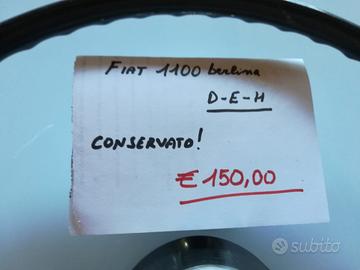 FIAT 1100 berlina
D-E-H
CONSERVATO!
€ 150,00
subito